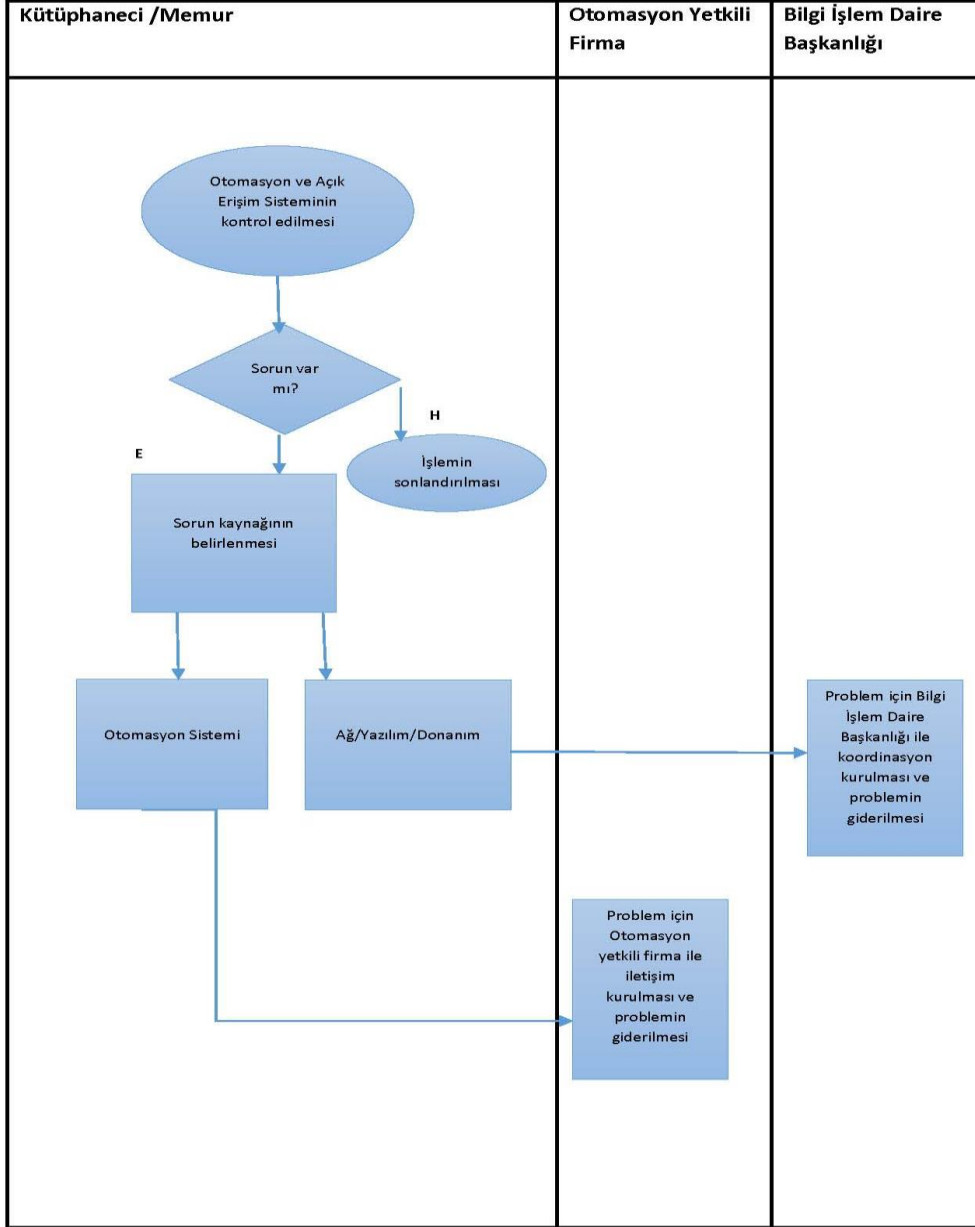 Kütüphaneci /Memur
Otomasyon Yetkili
Firma
Bilgi İşlem Daire
Başkanlığı
Otomasyon ve Açık
Erişim Sisteminin
kontrol edilmesi
Sorun var
mı?
H
E
İşlemin
sonlandırılması
Sorun kaynağının
belirlenmesi
Otomasyon Sistemi
Ağ/Yazılım/Donanım
Problem için Bilgi
İşlem Daire
Başkanlığı ile
koordinasyon
kurulması ve
problemin
giderilmesi
Problem için
Otomasyon
yetkili firma ile
iletişim
kurulması ve
problemin
giderilmesi